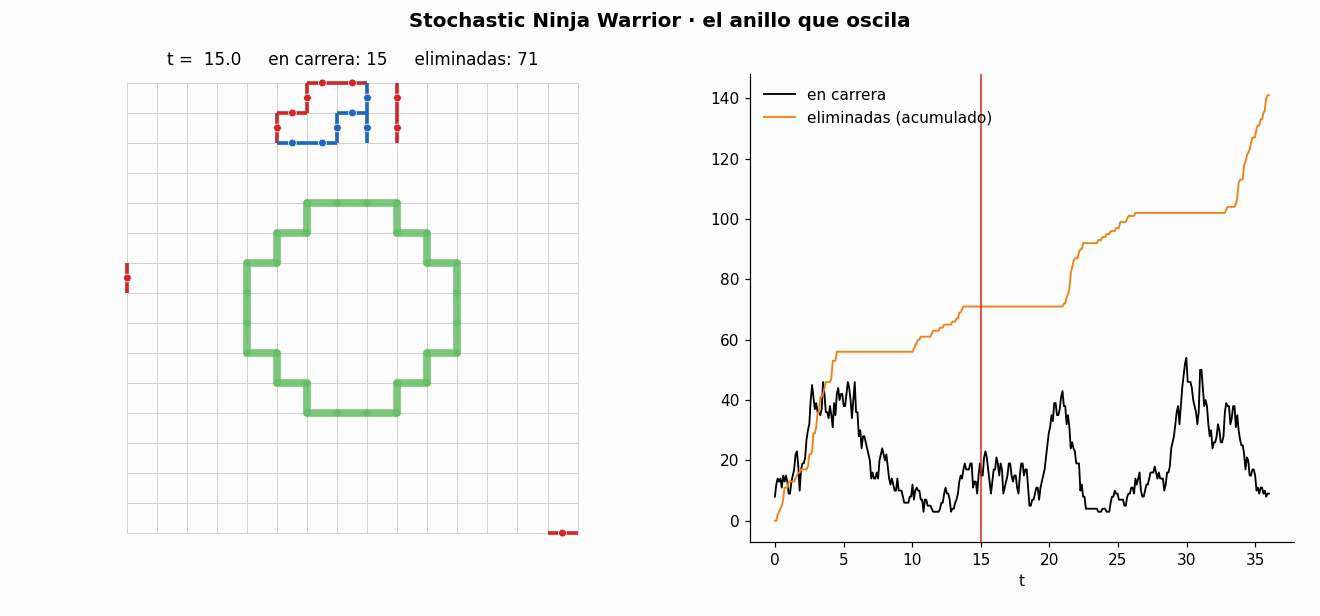 Stochastic Ninja Warrior · el anillo que oscila
t =  15.0     en carrera: 15     eliminadas: 71
en carrera
eliminadas (acumulado)
140
120
100
80
60
40
20
0
0 5 10 15 20 25 30 35
t